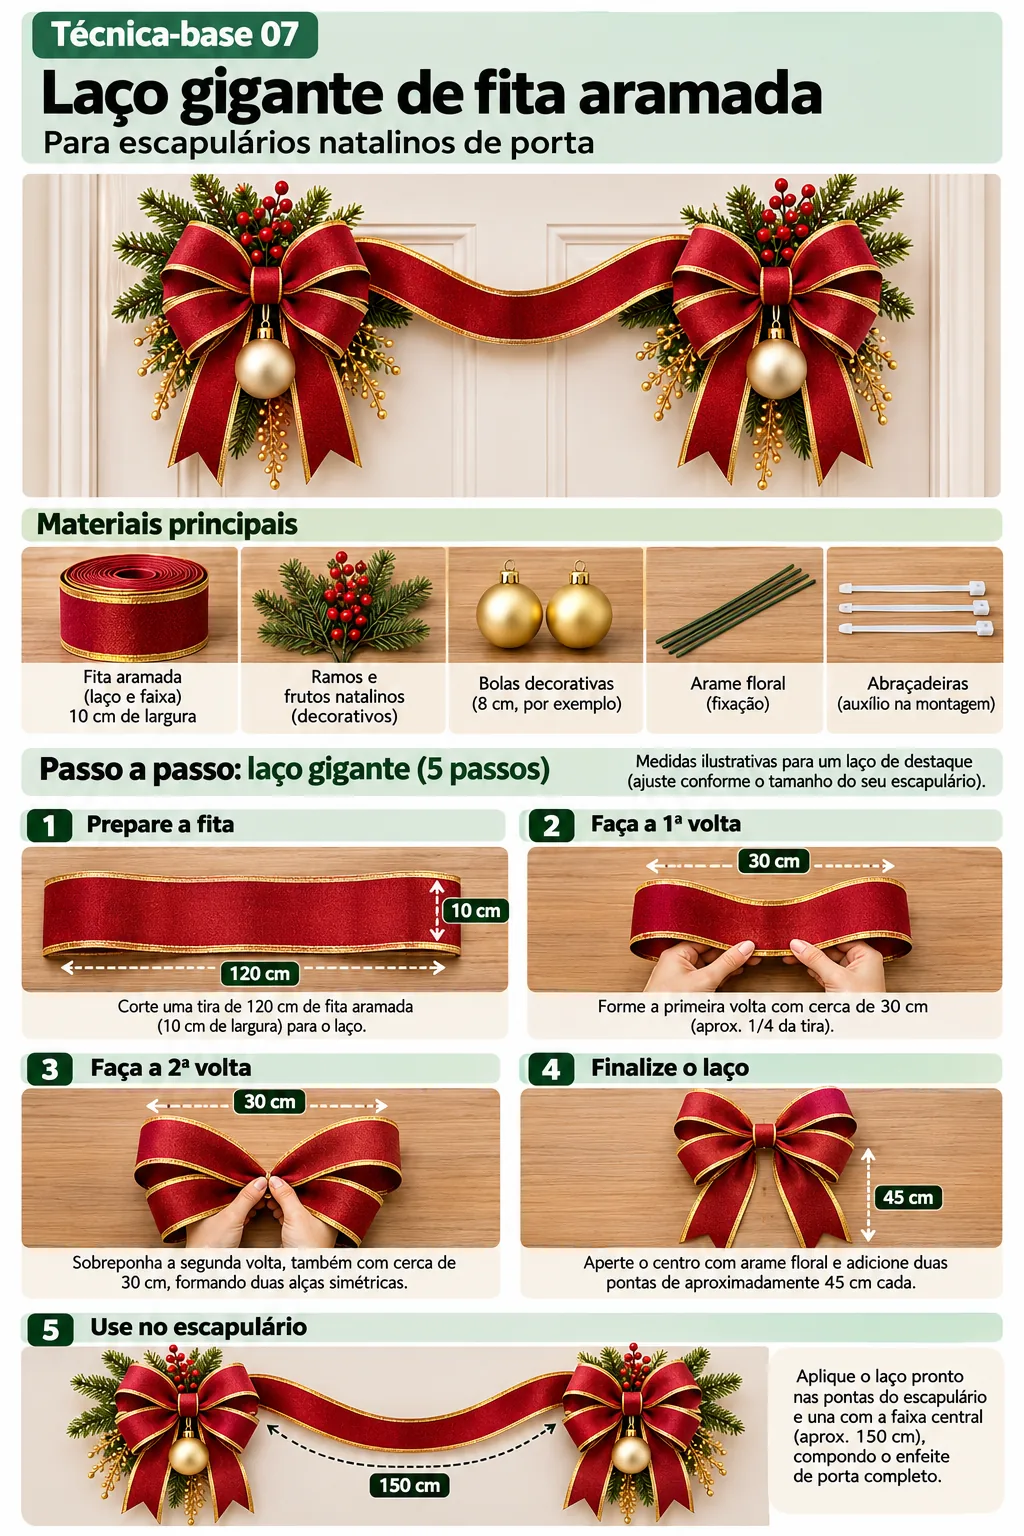 Técnica-base 07
Laço gigante de fita aramada
Para escapulários natalinos de porta
Materiais principais
Fita aramada
(laço e faixa)
10 cm de largura
Ramos e
frutos natalinos
(decorativos)
Bolas decorativas
(8 cm, por exemplo)
Arame floral
(fixação)
Abraçadeiras
(auxílio na montagem)
Passo a passo: laço gigante (5 passos)
Medidas ilustrativas para um laço de destaque
(ajuste conforme o tamanho do seu escapulário).
1 Prepare a fita
10 cm
120 cm
Corte uma tira de 120 cm de fita aramada
(10 cm de largura) para o laço.
2 Faça a 1ª volta
30 cm
Forme a primeira volta com cerca de 30 cm
(aprox. 1/4 da tira).
3 Faça a 2ª volta
30 cm
Sobreponha a segunda volta, também com cerca de
30 cm, formando duas alças simétricas.
4 Finalize o laço
45 cm
Aperte o centro com arame floral e adicione duas
pontas de aproximadamente 45 cm cada.
5 Use no escapulário
150 cm
Aplique o laço pronto
nas pontas do escapulário
e una com a faixa central
(aprox. 150 cm),
compondo o enfeite
de porta completo.